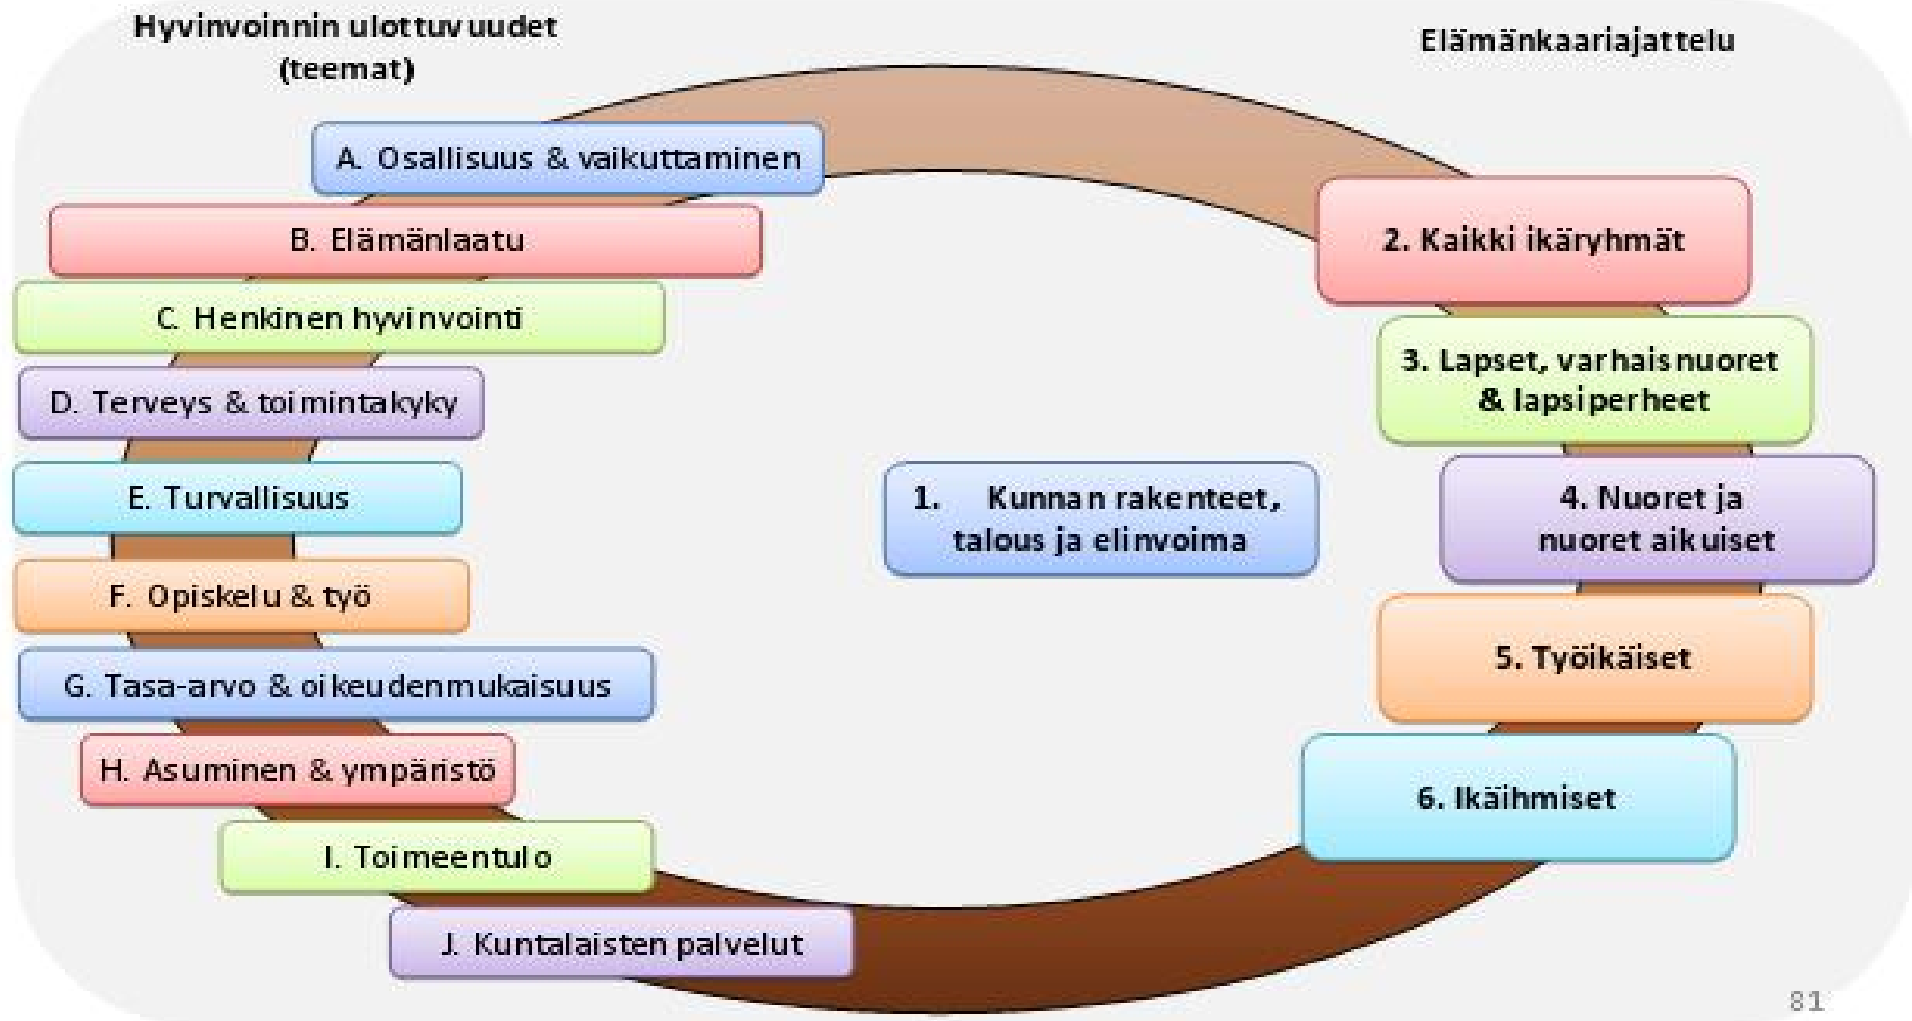 Hyvinvoinnin ulottuvuudet
(teemat)
A. Osallisuus & vaikuttaminen
B. Elämänlaatu
C. Henkinen hyvinvointi
D. Terveys & toimintakyky
E. Turvallisuus
F. Opiskelu & työ
G. Tasa-arvo & oikeudenmukaisuus
H. Asuminen & ympäristö
I. Toimeentulo
J. Kuntalaisten palvelut
1. Kunnan rakenteet,
talous ja elinvoima
Elämänkaariajattelu
2. Kaikki ikäryhmät
3. Lapset, varhaisnuoret
& lapsiperheet
4. Nuoret ja
nuoret aikuiset
5. Työikäiset
6. Ikäihmiset
81